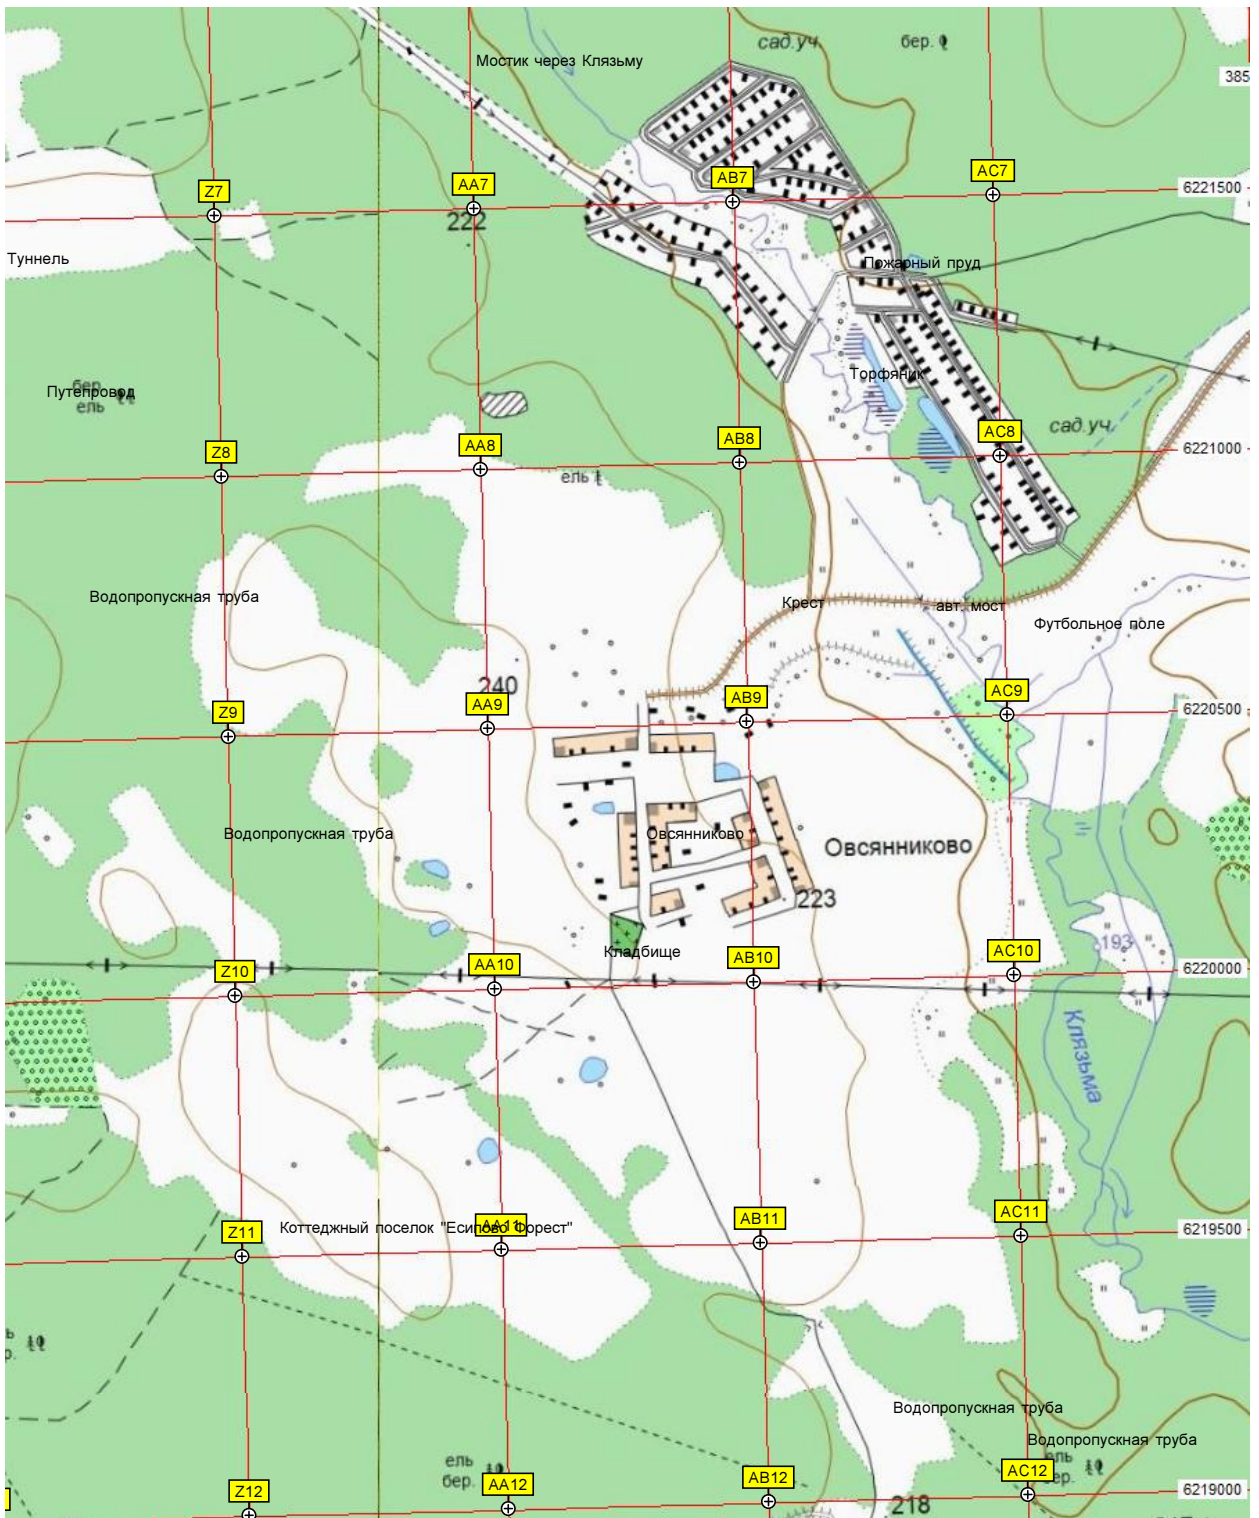 сад.уч.
бер.
Мостик через Клязьму
385
Z7
AA7
AB7
AC7
6221500
222
Туннель
Пожарный пруд
Торфяник
бер.
Путепровод
ель
сад.уч.
Z8
AA8
AB8
AC8
6221000
ель
Водопропускная труба
Крест
авт. мост
Футбольное поле
240
Z9
AA9
AB9
AC9
6220500
Водопропускная труба
Овсянниково
Овсянниково
223
Кладбище
193
Z10
AA10
AB10
AC10
6220000
Клязьма
Коттеджный поселок "Есипово Форест"
Z11
AA11
AB11
AC11
6219500
Водопропускная труба
Водопропускная труба
ель
бер.
ель
бер.
Z12
AA12
AB12
AC12
6219000
218